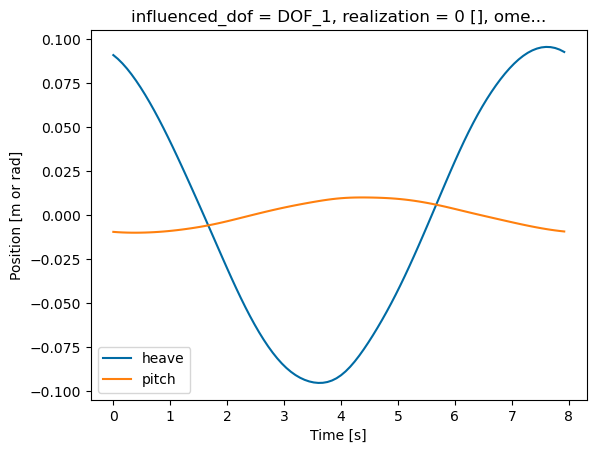 influenced_dof = DOF_1, realization = 0 [], ome...
0.100
0.075
0.050
0.025
0.000
−0.025
−0.050
−0.075
−0.100
Position [m or rad]
heave
pitch
0 1 2 3 4 5 6 7 8
Time [s]